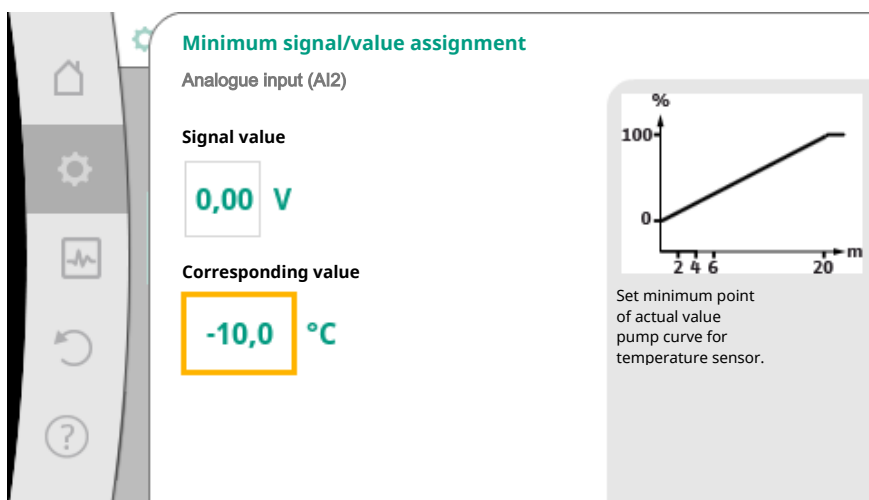 Minimum signal/value assignment
Analogue input (AI2)
Signal value
0,00 V
Corresponding value
-10,0 °C
%
100
0
2 4 6 20 m
Set minimum point
of actual value
pump curve for
temperature sensor.
?